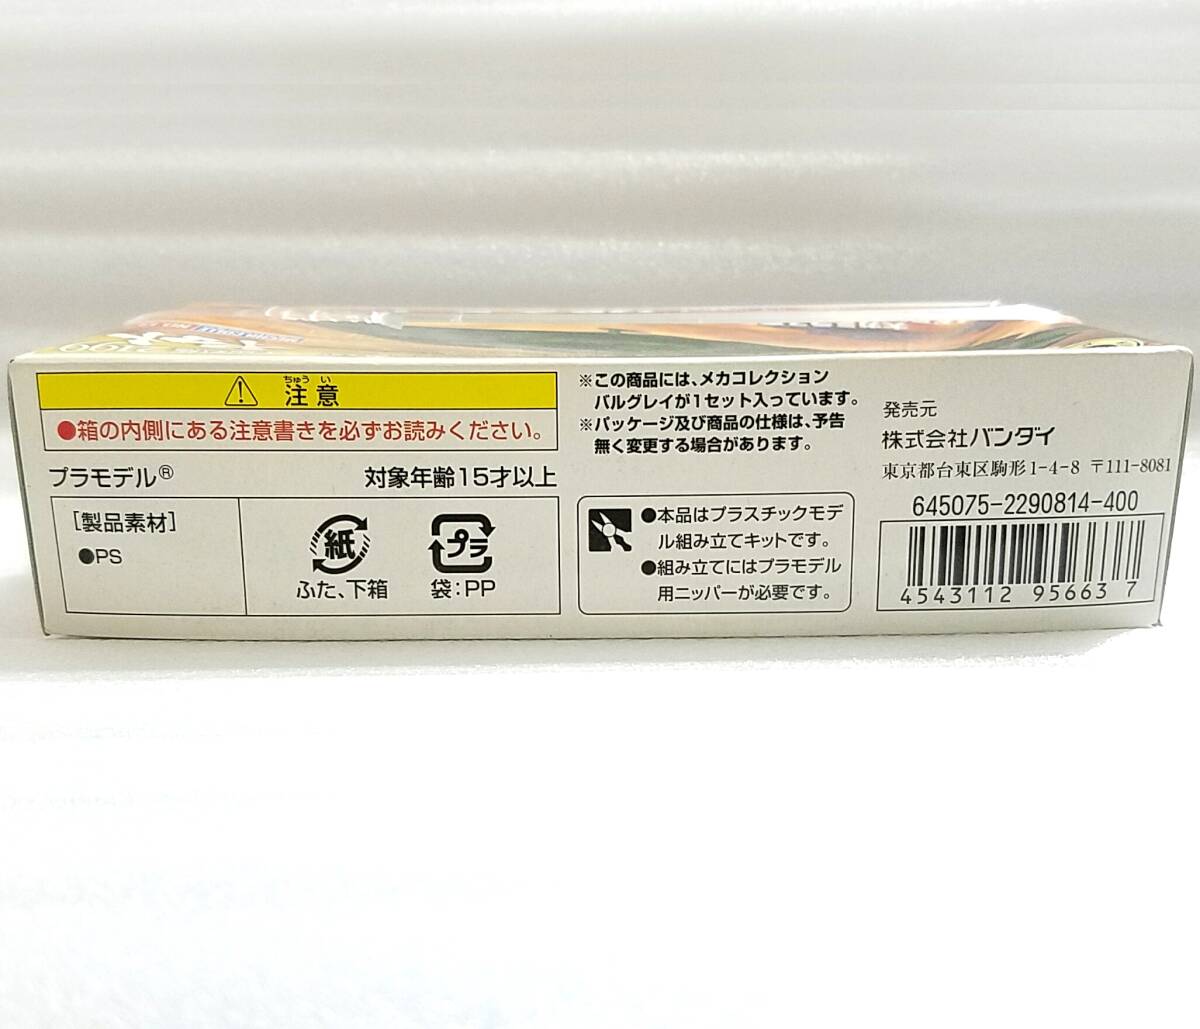 2199
ちゅう い
注意
●箱の内側にある注意書きを必ずお読みください。
プラモデル® 対象年齢15才以上
[製品素材]
●PS
紙
ふた、下箱
プラ
袋：PP
※この商品には、メカコレクション
バルグレイが1セット入っています。
※パッケージ及び商品の仕様は、予告
無く変更する場合があります。
●本品はプラスチックモデ
ル組み立てキットです。
●組み立てにはプラモデル
用ニッパーが必要です。
発売元
株式会社バンダイ
東京都台東区駒形1-4-8 〒111-8081
645075-2290814-400
4543112 95663 7